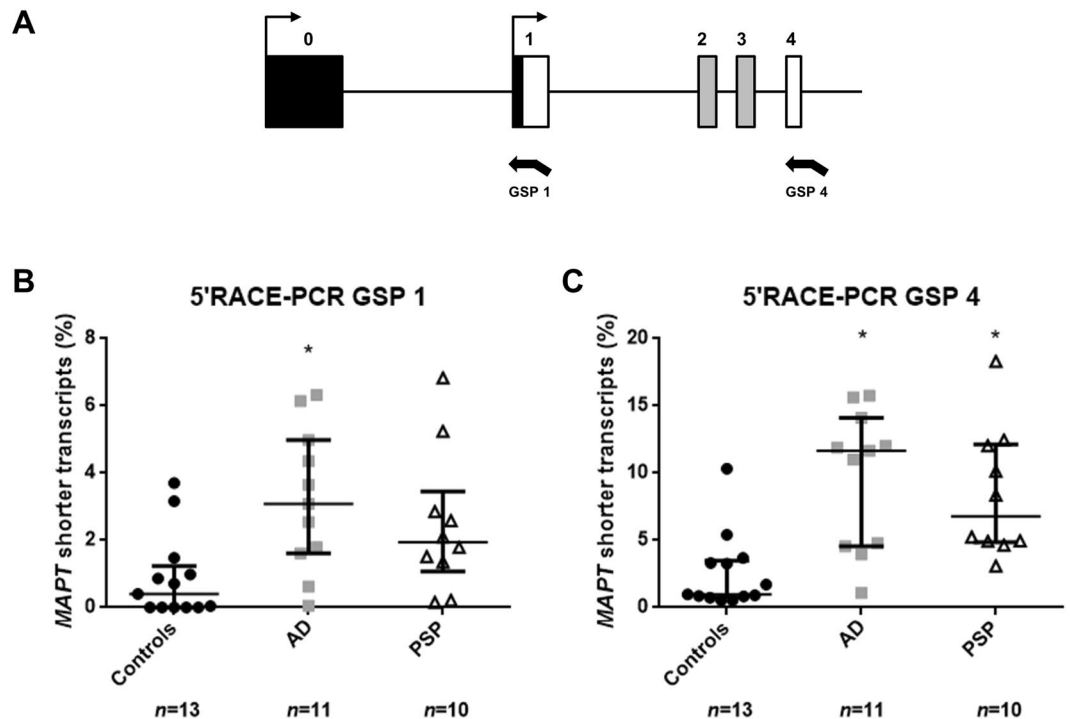 A
0 1 2 3 4
GSP 1 GSP 4
B
5'RACE-PCR GSP 1
MAPT shorter transcripts (%)
8
6
4
2
0
*
Controls AD PSP
n=13 n=11 n=10
C
5'RACE-PCR GSP 4
MAPT shorter transcripts (%)
20
15
10
5
0
* *
Controls AD PSP
n=13 n=11 n=10